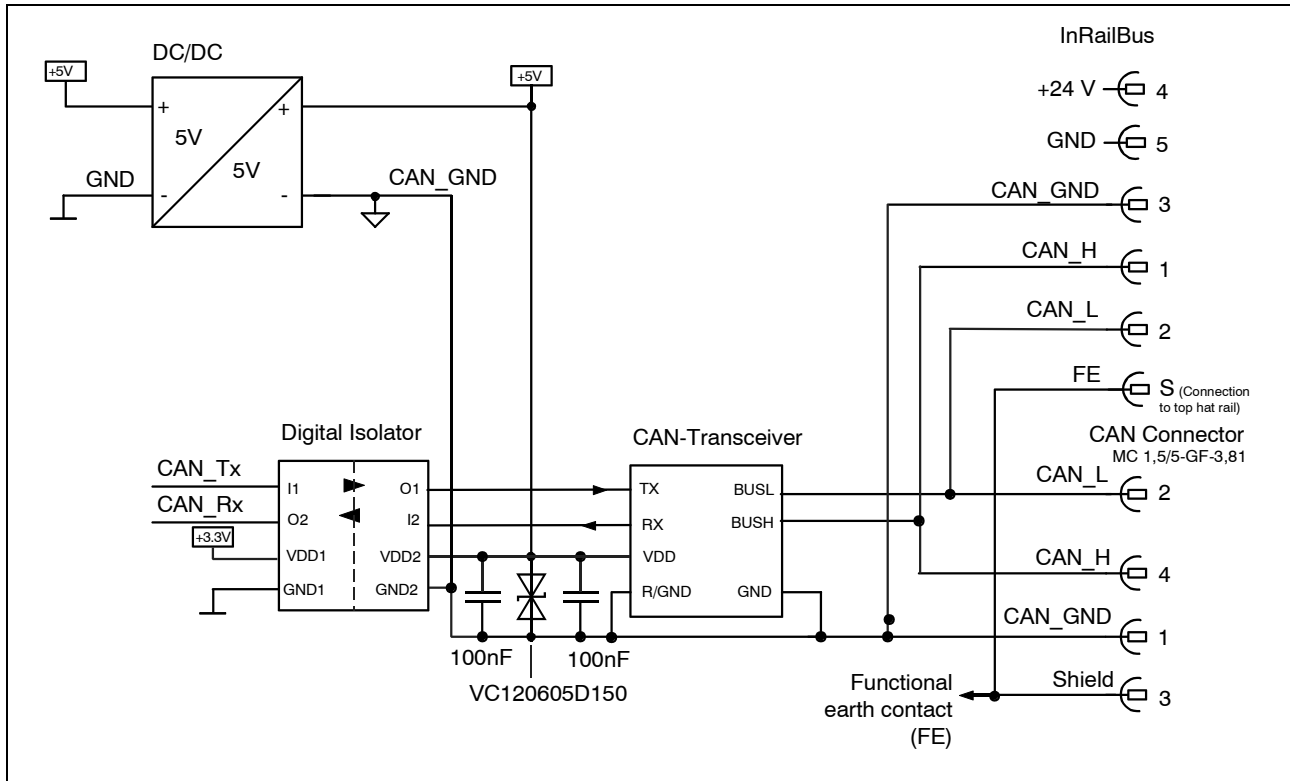 InRailBus
DC/DC
+5V
+5V
+24 V
4
+
+
5V
GND
5
5V
GND
-
-
CAN_GND
CAN_GND
3
CAN_H
1
CAN_L
2
FE
S (Connection
to top hat rail)
Digital Isolator
CAN-Transceiver
CAN Connector
MC 1,5/5-GF-3,81
CAN_Tx
I1
O1
TX
BUSL
CAN_L
2
CAN_Rx
O2
I2
RX
BUSH
+3.3V
VDD1
VDD2
VDD
CAN_H
4
GND1
GND2
R/GND
GND
CAN_GND
1
100nF
100nF
VC120605D150
Functional
earth contact
(FE)
Shield
3